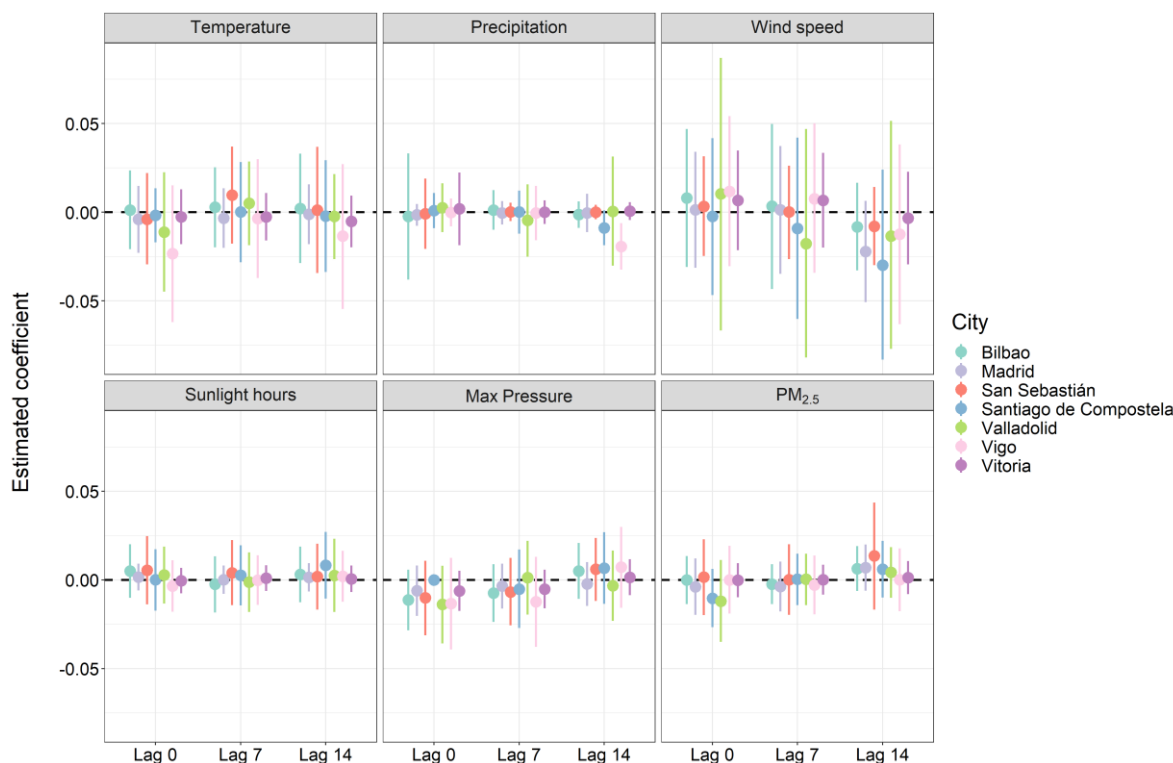 Temperature
Precipitation
Wind speed
0.05
0.00
-0.05
Sunlight hours
Max Pressure
PM2.5
0.05
0.00
-0.05
Lag 0 Lag 7 Lag 14
Lag 0 Lag 7 Lag 14
Lag 0 Lag 7 Lag 14
Estimated coefficient
City
Bilbao
Madrid
San Sebastián
Santiago de Compostela
Valladolid
Vigo
Vitoria